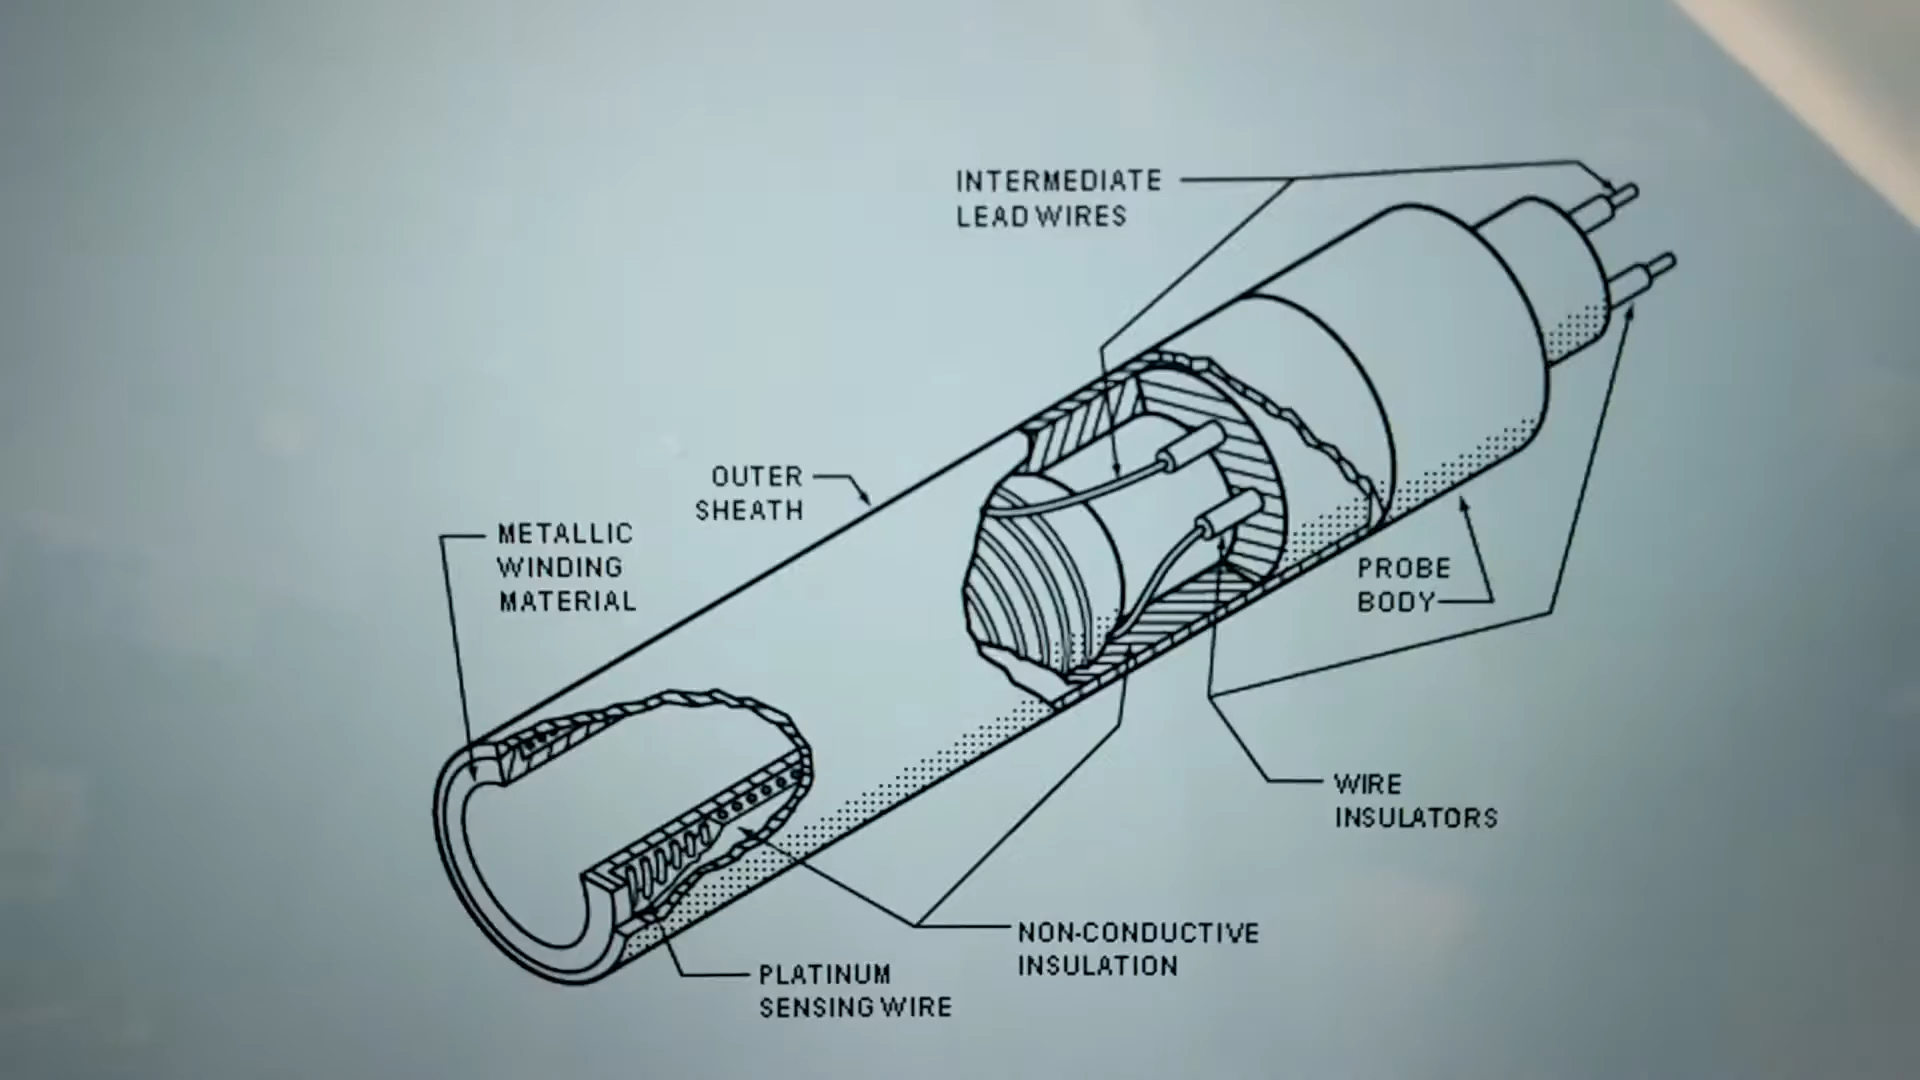 INTERMEDIATE
LEAD WIRES
OUTER
SHEATH
METALLIC
WINDING
MATERIAL
PROBE
BODY
WIRE
INSULATORS
NON-CONDUCTIVE
INSULATION
PLATINUM
SENSING WIRE